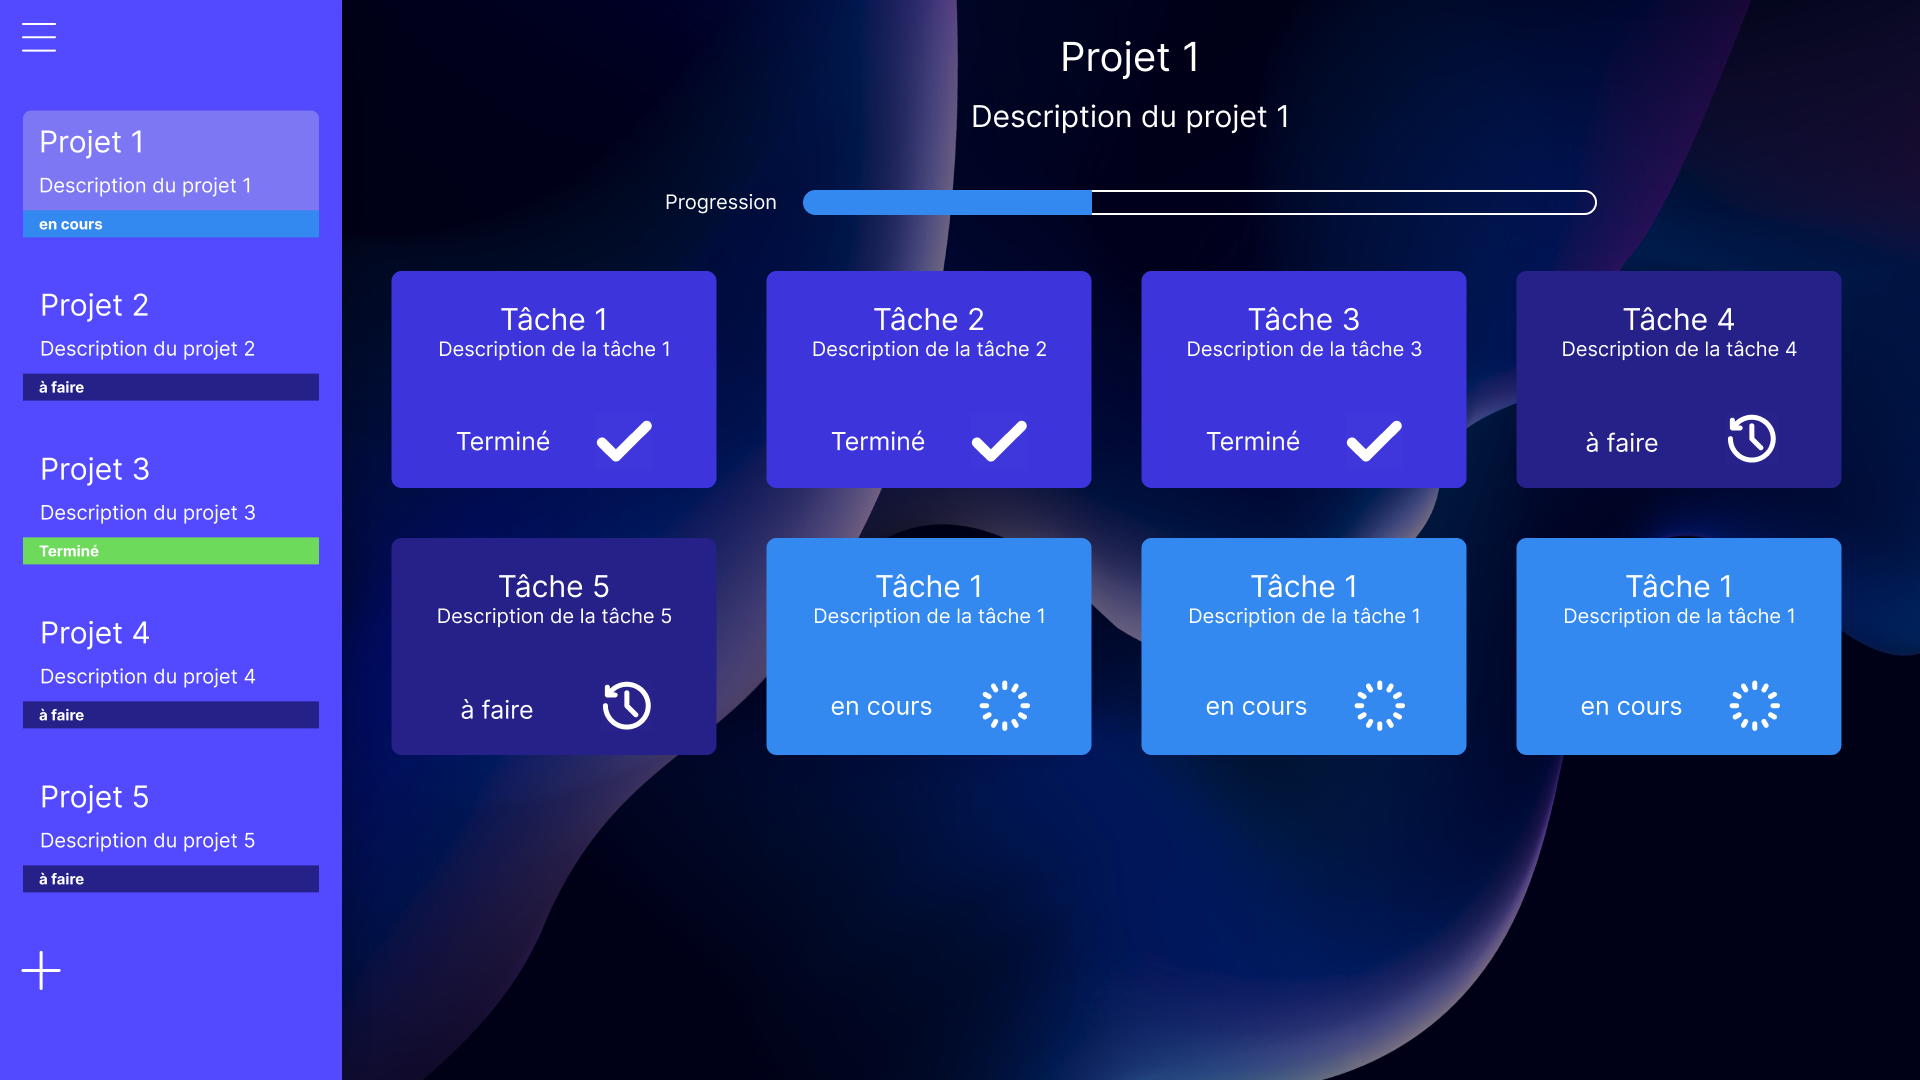 Projet 1
Description du projet 1
en cours
Projet 2
Description du projet 2
à faire
Projet 3
Description du projet 3
Terminé
Projet 4
Description du projet 4
à faire
Projet 5
Description du projet 5
à faire
Projet 1
Description du projet 1
Progression
Tâche 1
Description de la tâche 1
Terminé
Tâche 2
Description de la tâche 2
Terminé
Tâche 3
Description de la tâche 3
Terminé
Tâche 4
Description de la tâche 4
à faire
Tâche 5
Description de la tâche 5
à faire
Tâche 1
Description de la tâche 1
en cours
Tâche 1
Description de la tâche 1
en cours
Tâche 1
Description de la tâche 1
en cours